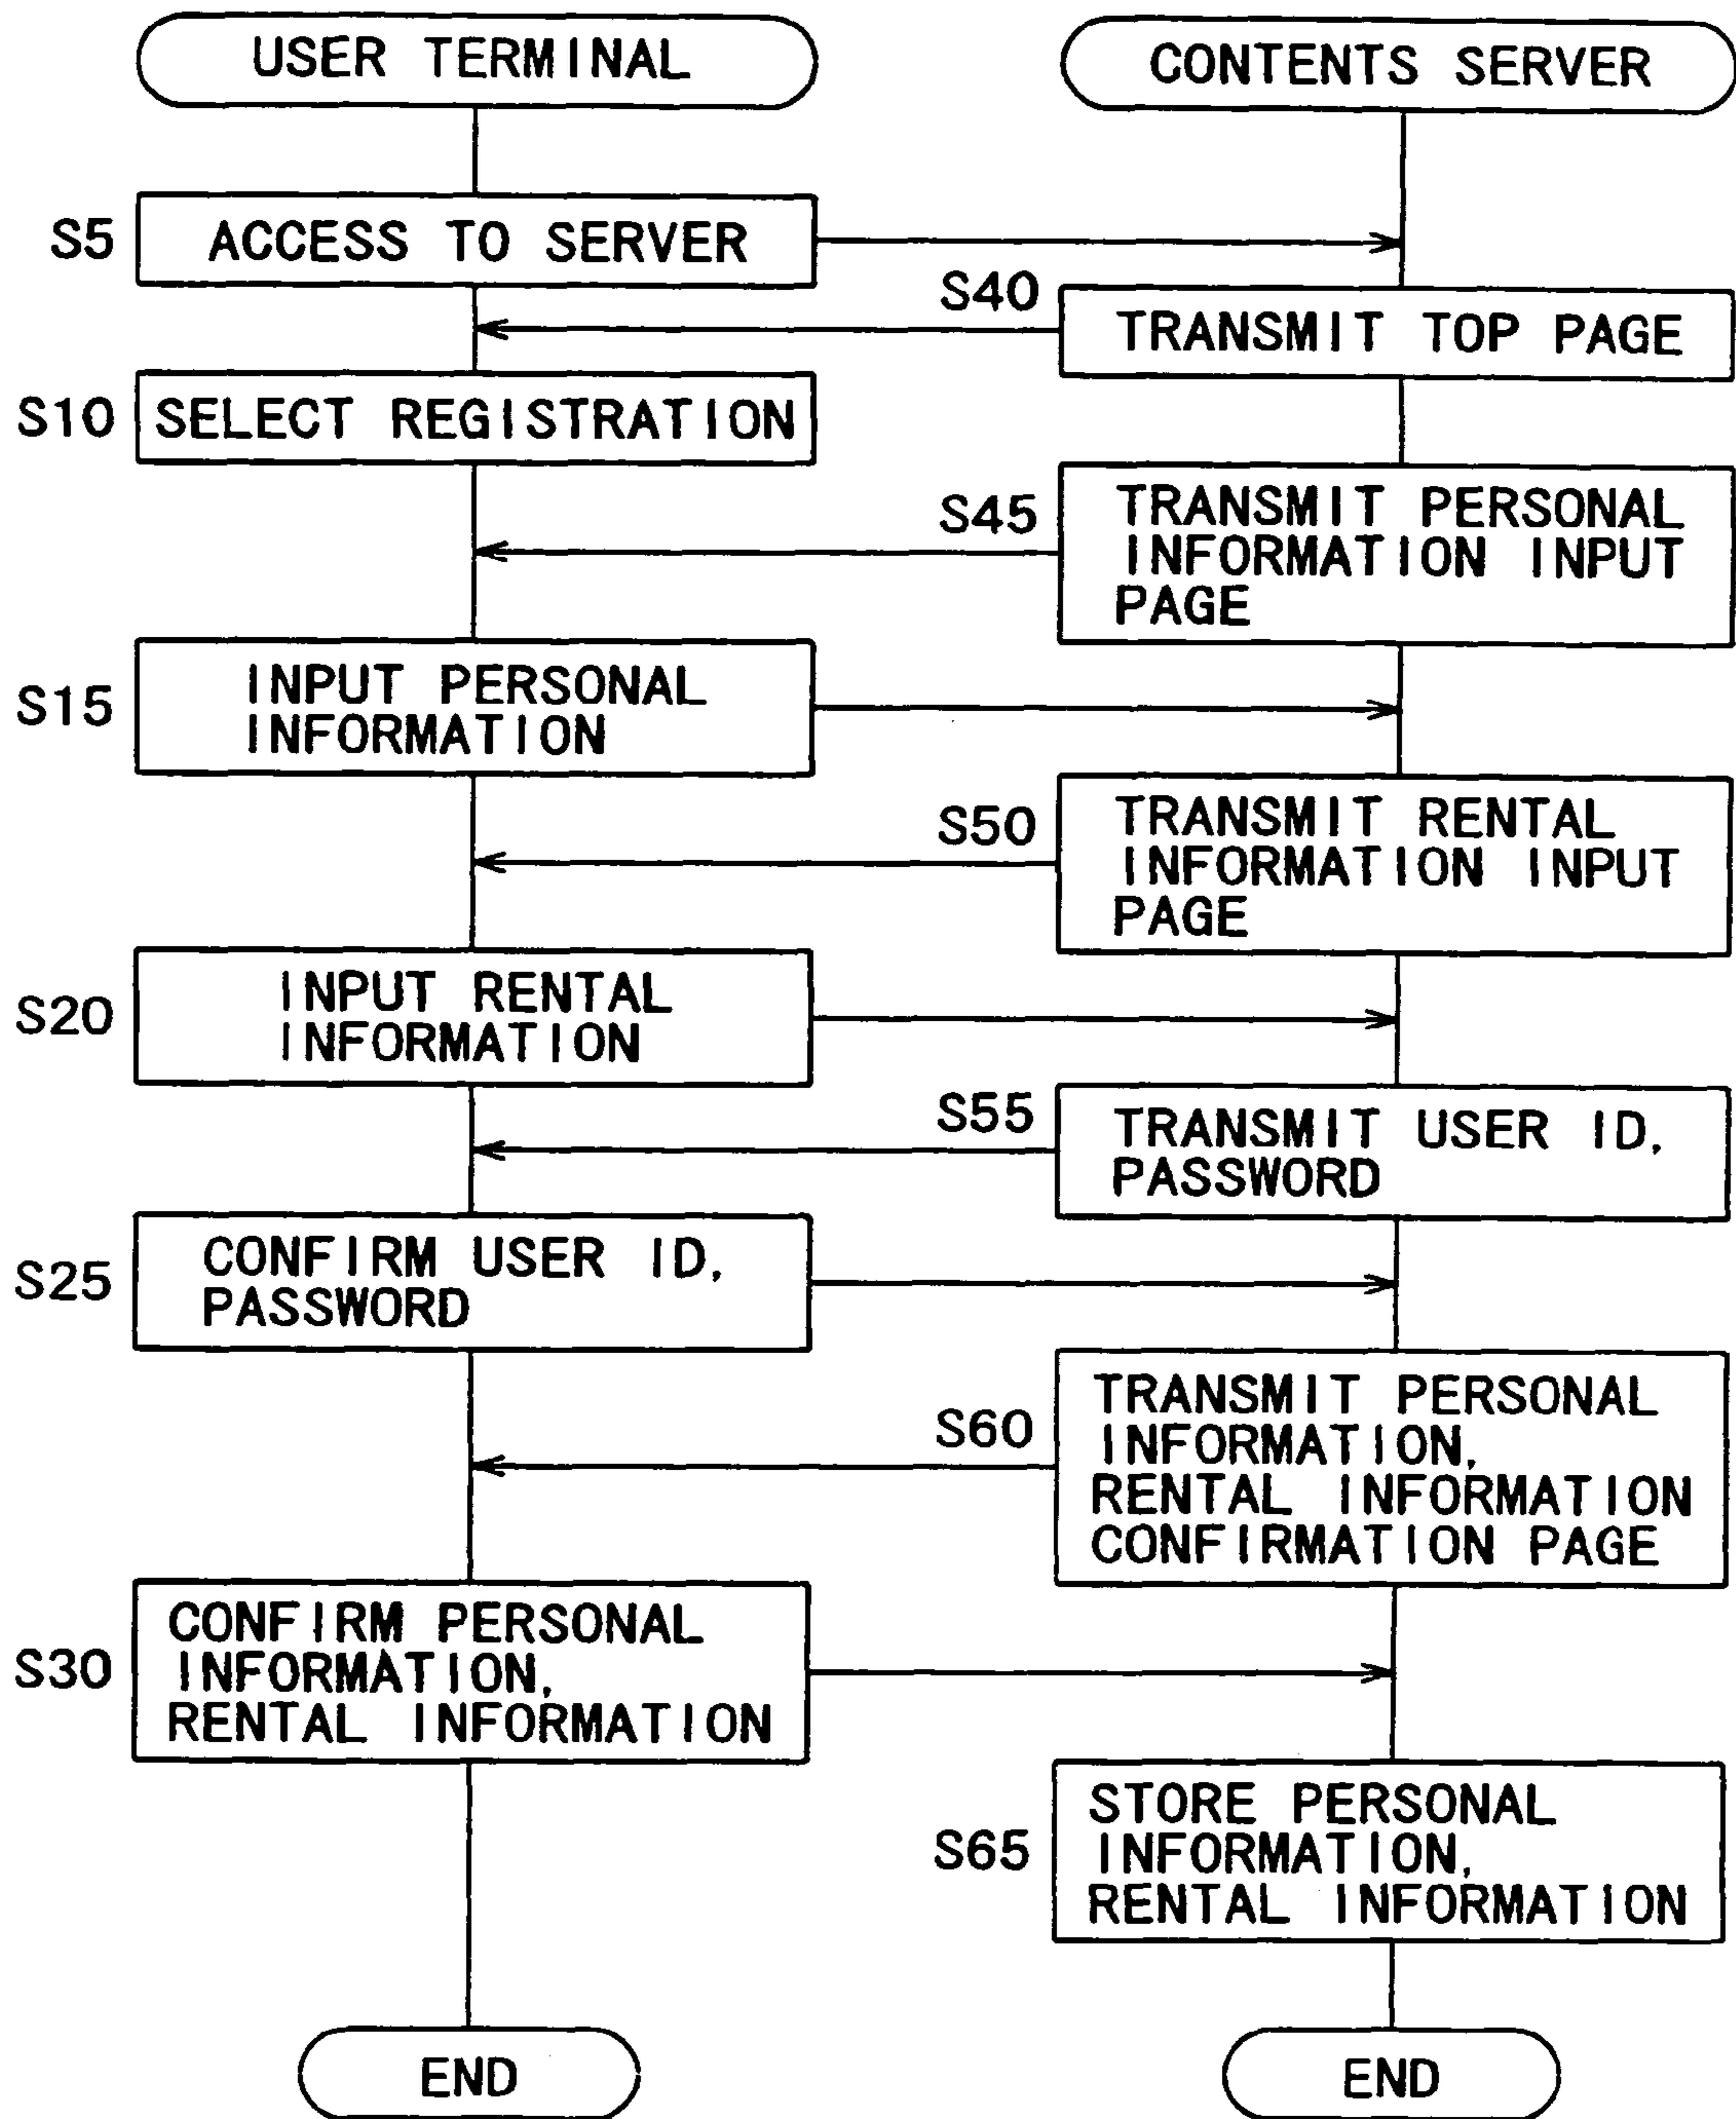 USER TERMINAL
CONTENTS SERVER
S5
ACCESS TO SERVER
S40
TRANSMIT TOP PAGE
S10
SELECT REGISTRATION
S45
TRANSMIT PERSONAL
INFORMATION INPUT
PAGE
S15
INPUT PERSONAL
INFORMATION
S50
TRANSMIT RENTAL
INFORMATION INPUT
PAGE
S20
INPUT RENTAL
INFORMATION
S55
TRANSMIT USER ID,
PASSWORD
S25
CONFIRM USER ID,
PASSWORD
S60
TRANSMIT PERSONAL
INFORMATION,
RENTAL INFORMATION
CONFIRMATION PAGE
S30
CONFIRM PERSONAL
INFORMATION,
RENTAL INFORMATION
S65
STORE PERSONAL
INFORMATION,
RENTAL INFORMATION
END
END